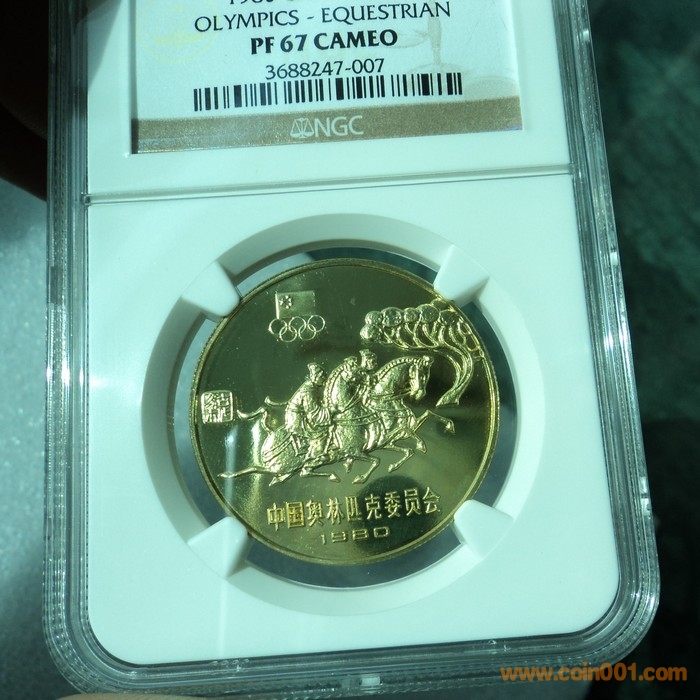 OLYMPICS - EQUESTRIAN
PF 67 CAMEO
3688247-007
NGC
中国奥林匹克委员会
1980
www.coin001.com